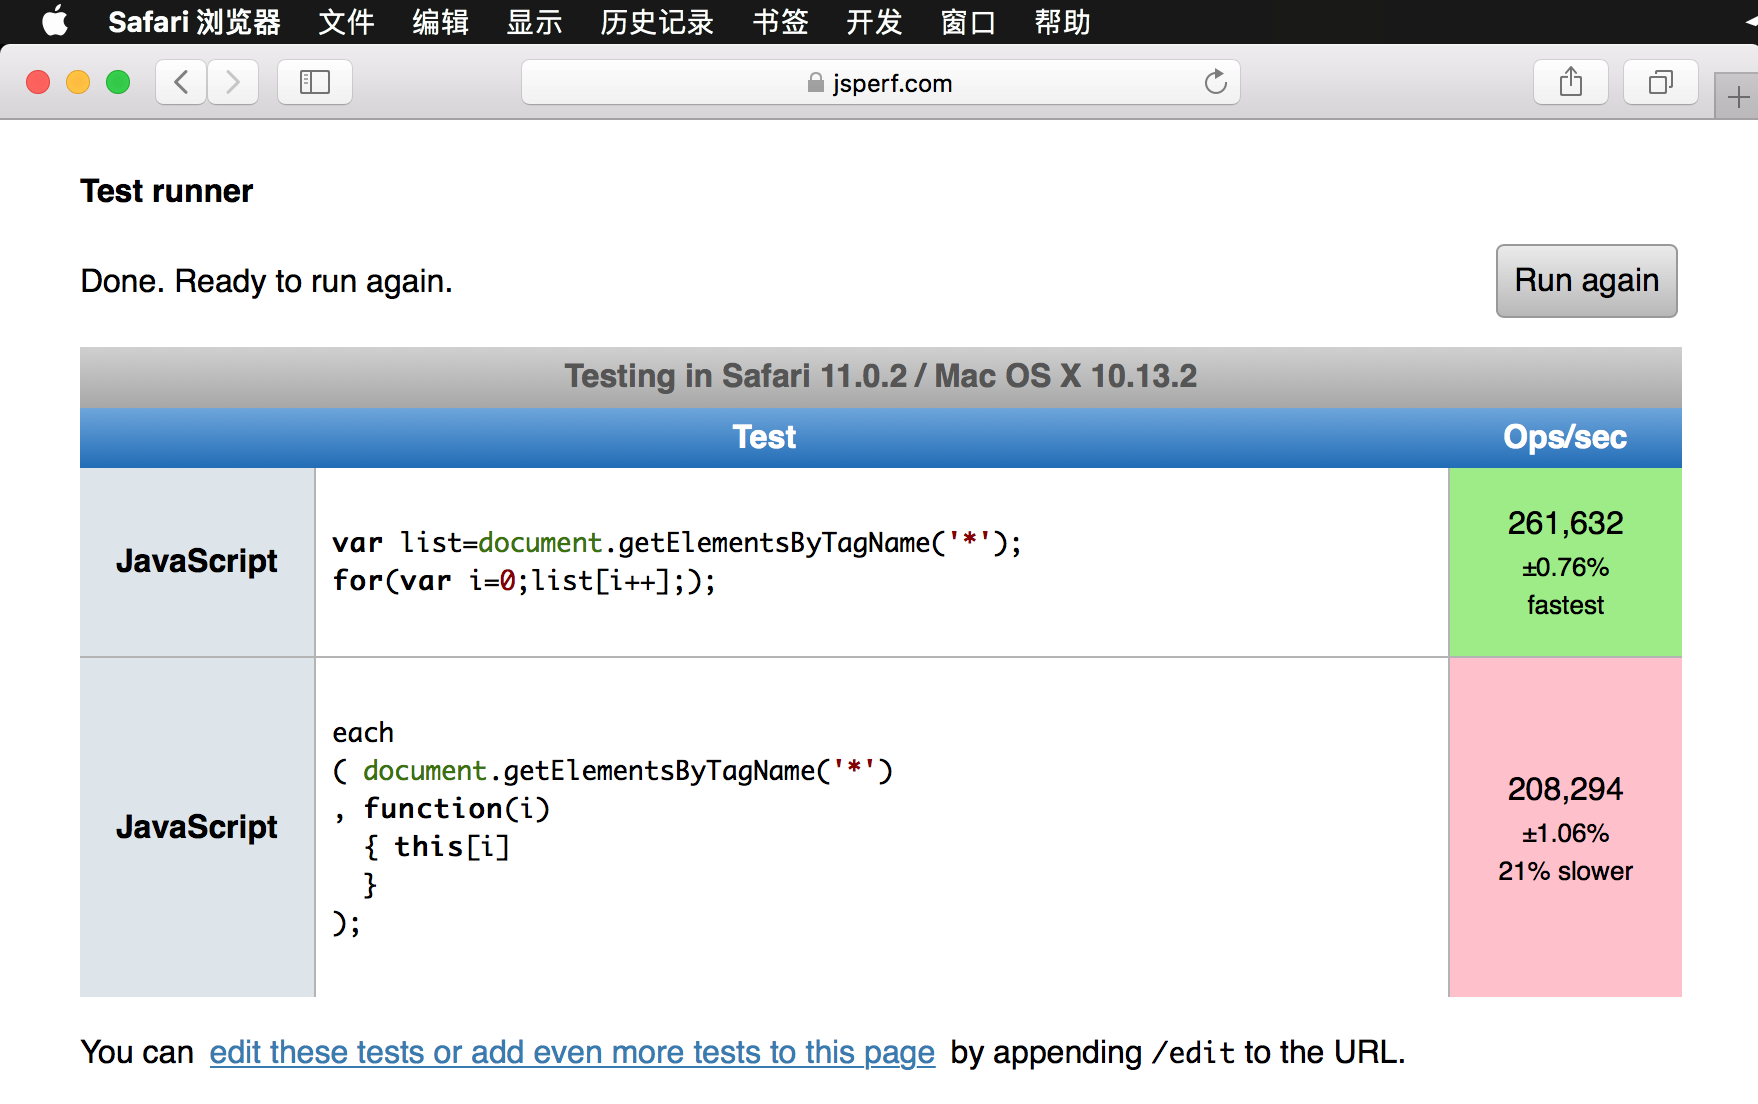 Safari 浏览器 文件 编辑 显示 历史记录 书签 开发 窗口 帮助
jsperf.com
Test runner
Done. Ready to run again.
Run again
Testing in Safari 11.0.2 / Mac OS X 10.13.2
Test Ops/sec
JavaScript
var list=document.getElementsByTagName('*');
for(var i=0;list[i++];);
261,632
±0.76%
fastest
JavaScript
each
( document.getElementsByTagName('*')
, function(i)
{ this[i]
}
);
208,294
±1.06%
21% slower
You can edit these tests or add even more tests to this page by appending /edit to the URL.